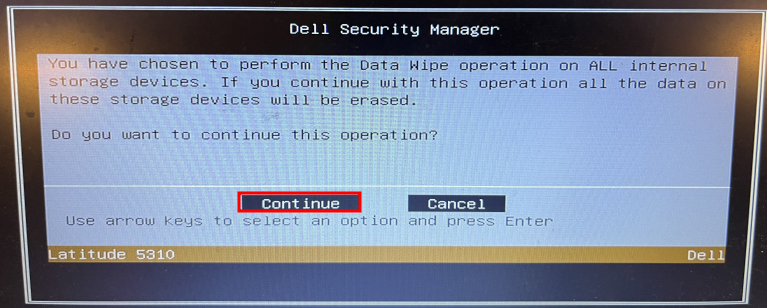 Dell Security Manager
You have chosen to perform the Data Wipe operation on ALL internal
storage devices. If you continue with this operation all the data on
these storage devices will be erased.
Do you want to continue this operation?
Continue Cancel
Use arrow keys to select an option and press Enter
Latitude 5310 Dell